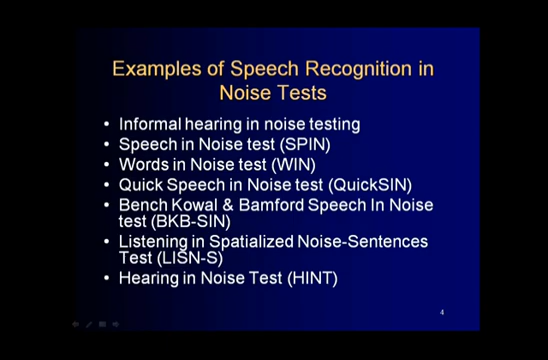 Examples of Speech Recognition in
Noise Tests
• Informal hearing in noise testing
• Speech in Noise test (SPIN)
• Words in Noise test (WIN)
• Quick Speech in Noise test (QuickSIN)
• Bench Kowal & Bamford Speech In Noise
test (BKB-SIN)
• Listening in Spatialized Noise-Sentences
Test (LISN-S)
• Hearing in Noise Test (HINT)
4